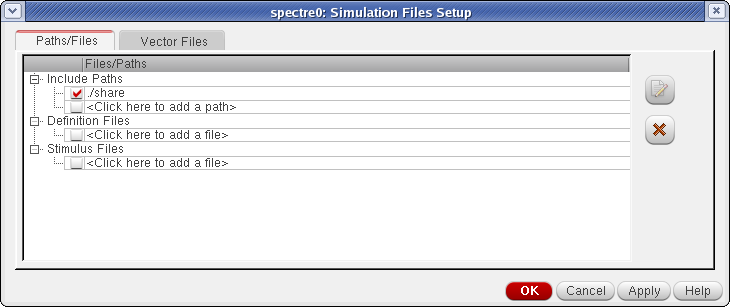 spectre0: Simulation Files Setup
Paths/Files
Vector Files
Files/Paths
Include Paths
./share
<Click here to add a path>
Definition Files
<Click here to add a file>
Stimulus Files
<Click here to add a file>
OK
Cancel
Apply
Help